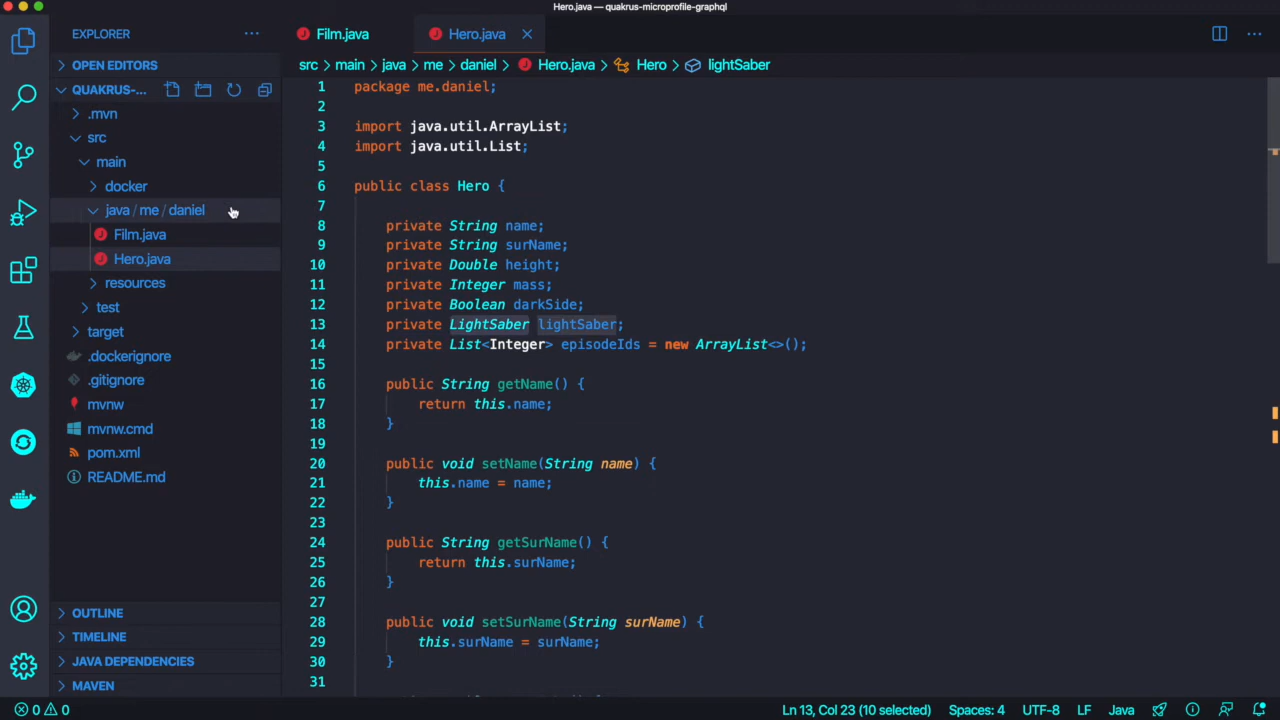 Hero.java — quakrus-microprofile-graphql
EXPLORER
OPEN EDITORS
QUAKRUS-...
.mvn
src
main
docker
java / me / daniel
Film.java
Hero.java
resources
test
target
.dockerignore
.gitignore
mvnw
mvnw.cmd
pom.xml
README.md
OUTLINE
TIMELINE
JAVA DEPENDENCIES
MAVEN
Film.java Hero.java
src > main > java > me > daniel > Hero.java > Hero > lightSaber
1 package me.daniel;
2
3 import java.util.ArrayList;
4 import java.util.List;
5
6 public class Hero {
7
8 private String name;
9 private String surName;
10 private Double height;
11 private Integer mass;
12 private Boolean darkSide;
13 private LightSaber lightSaber;
14 private List<Integer> episodeIds = new ArrayList<>();
15
16 public String getName() {
17 return this.name;
18 }
19
20 public void setName(String name) {
21 this.name = name;
22 }
23
24 public String getSurName() {
25 return this.surName;
26 }
27
28 public void setSurName(String surName) {
29 this.surName = surName;
30 }
31
0 0 Ln 13, Col 23 (10 selected) Spaces: 4 UTF-8 LF Java